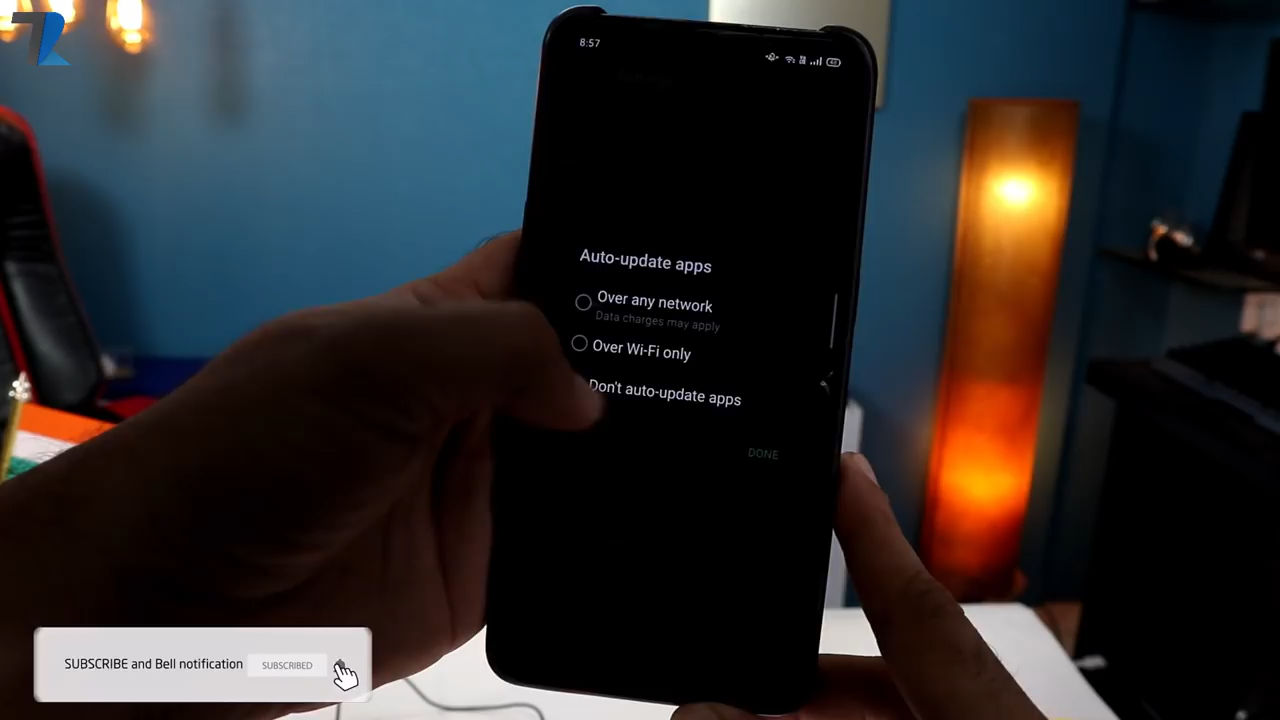 8:57
Auto-update apps
Over any network
Data charges may apply
Over Wi-Fi only
Don't auto-update apps
DONE
SUBSCRIBE and Bell notification SUBSCRIBED